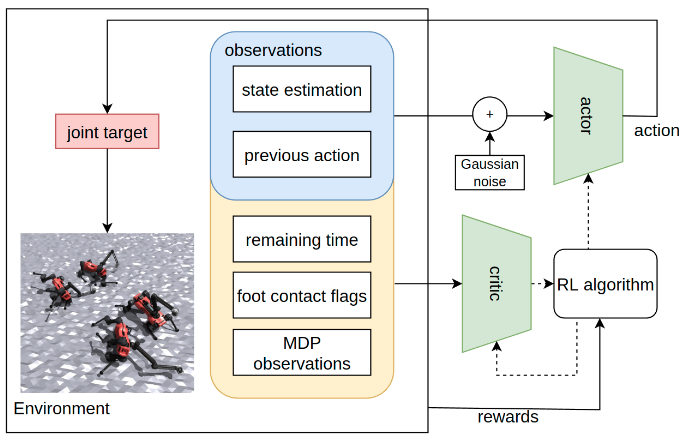 observations
state estimation
previous action
joint target
+
Gaussian
noise
actor
action
remaining time
foot contact flags
MDP
observations
critic
RL algorithm
Environment
rewards